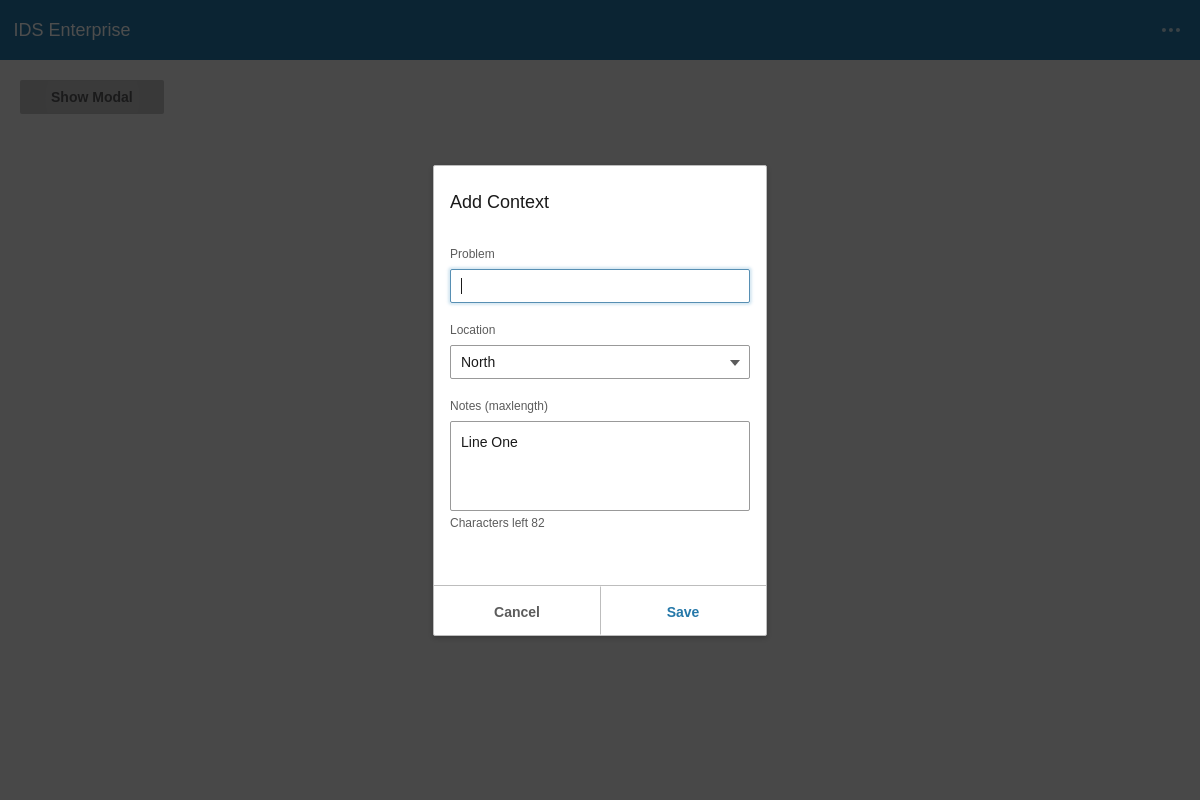 IDS Enterprise
Show Modal
Add Context
Problem
Location
North
Notes (maxlength)
Line One
Characters left 82
Cancel
Save